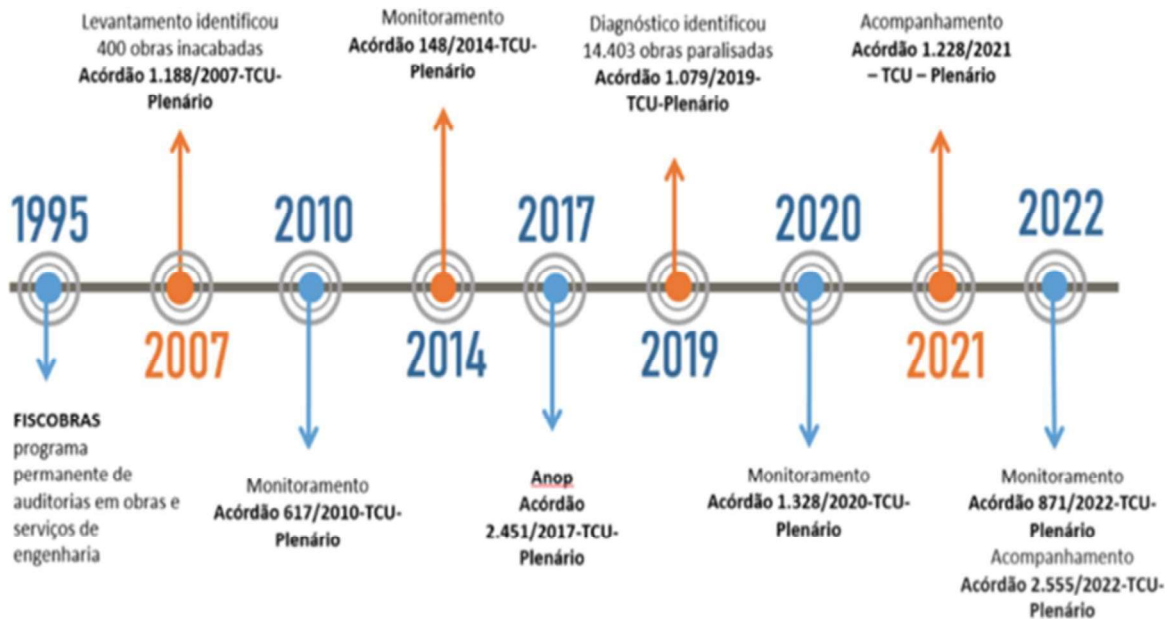 Levantamento identificou
400 obras inacabadas
Acórdão 1.188/2007-TCU-
Plenário
Monitoramento
Acórdão 148/2014-TCU-
Plenário
Diagnóstico identificou
14.403 obras paralisadas
Acórdão 1.079/2019-
TCU-Plenário
Acompanhamento
Acórdão 1.228/2021
– TCU – Plenário
1995
2010
2017
2020
2022
2007
2014
2019
2021
FISCOBRAS
programa
permanente de
auditorias em obras e
serviços de
engenharia
Monitoramento
Acórdão 617/2010-TCU-
Plenário
Anop
Acórdão
2.451/2017-TCU-
Plenário
Monitoramento
Acórdão 1.328/2020-TCU-
Plenário
Monitoramento
Acórdão 871/2022-TCU-
Plenário
Acompanhamento
Acórdão 2.555/2022-TCU-
Plenário